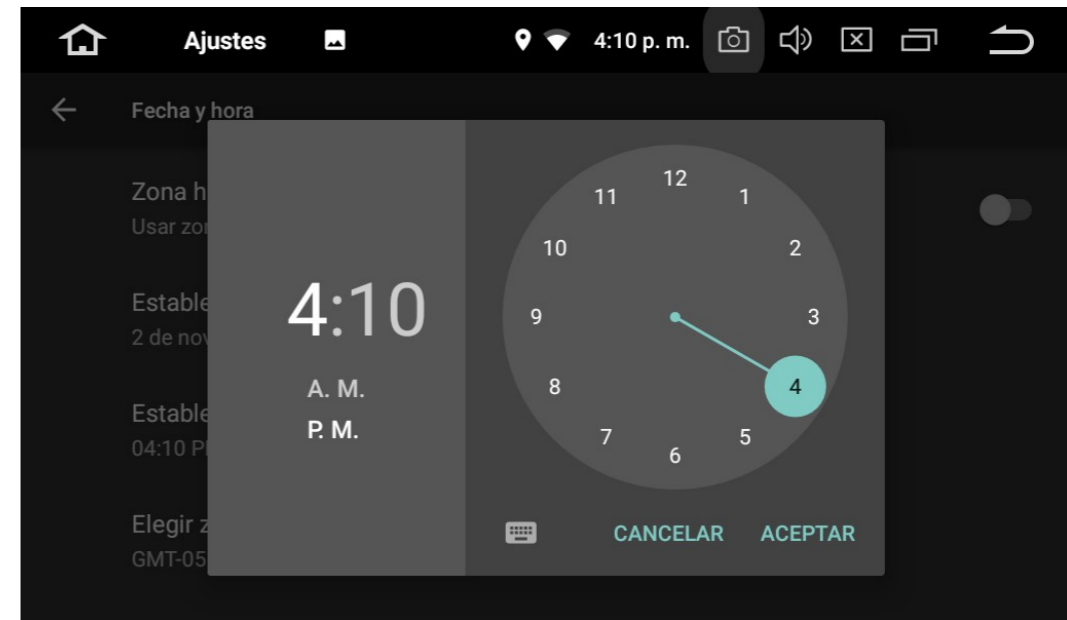 Ajustes
4:10 p. m.
Fecha y hora
Zona h
Usar zor
Estable
2 de nov
Estable
04:10 P
Elegir z
GMT-05
4:10
A. M.
P. M.
12
1
2
3
4
5
6
7
8
9
10
11
CANCELAR ACEPTAR